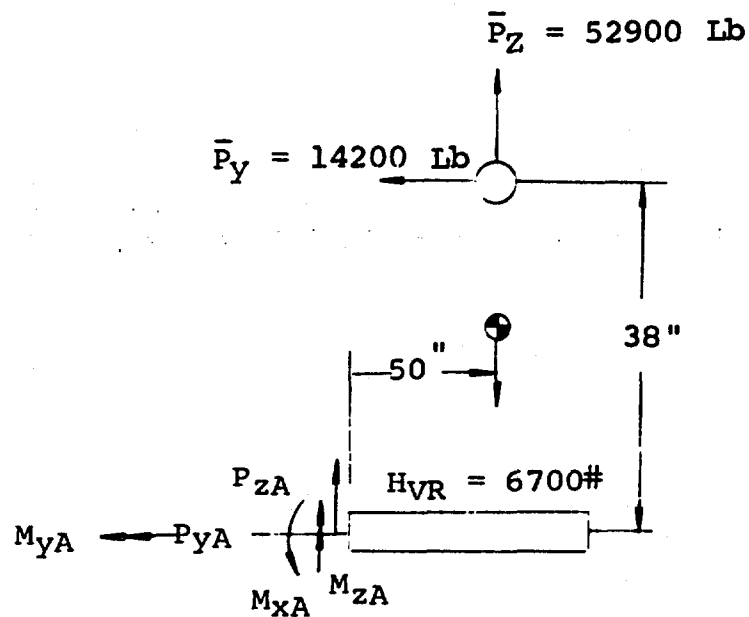 P̄Z = 52900 Lb
P̄y = 14200 Lb
38"
50"
PzA
HVR = 6700#
MyA
PyA
MxA
MzA